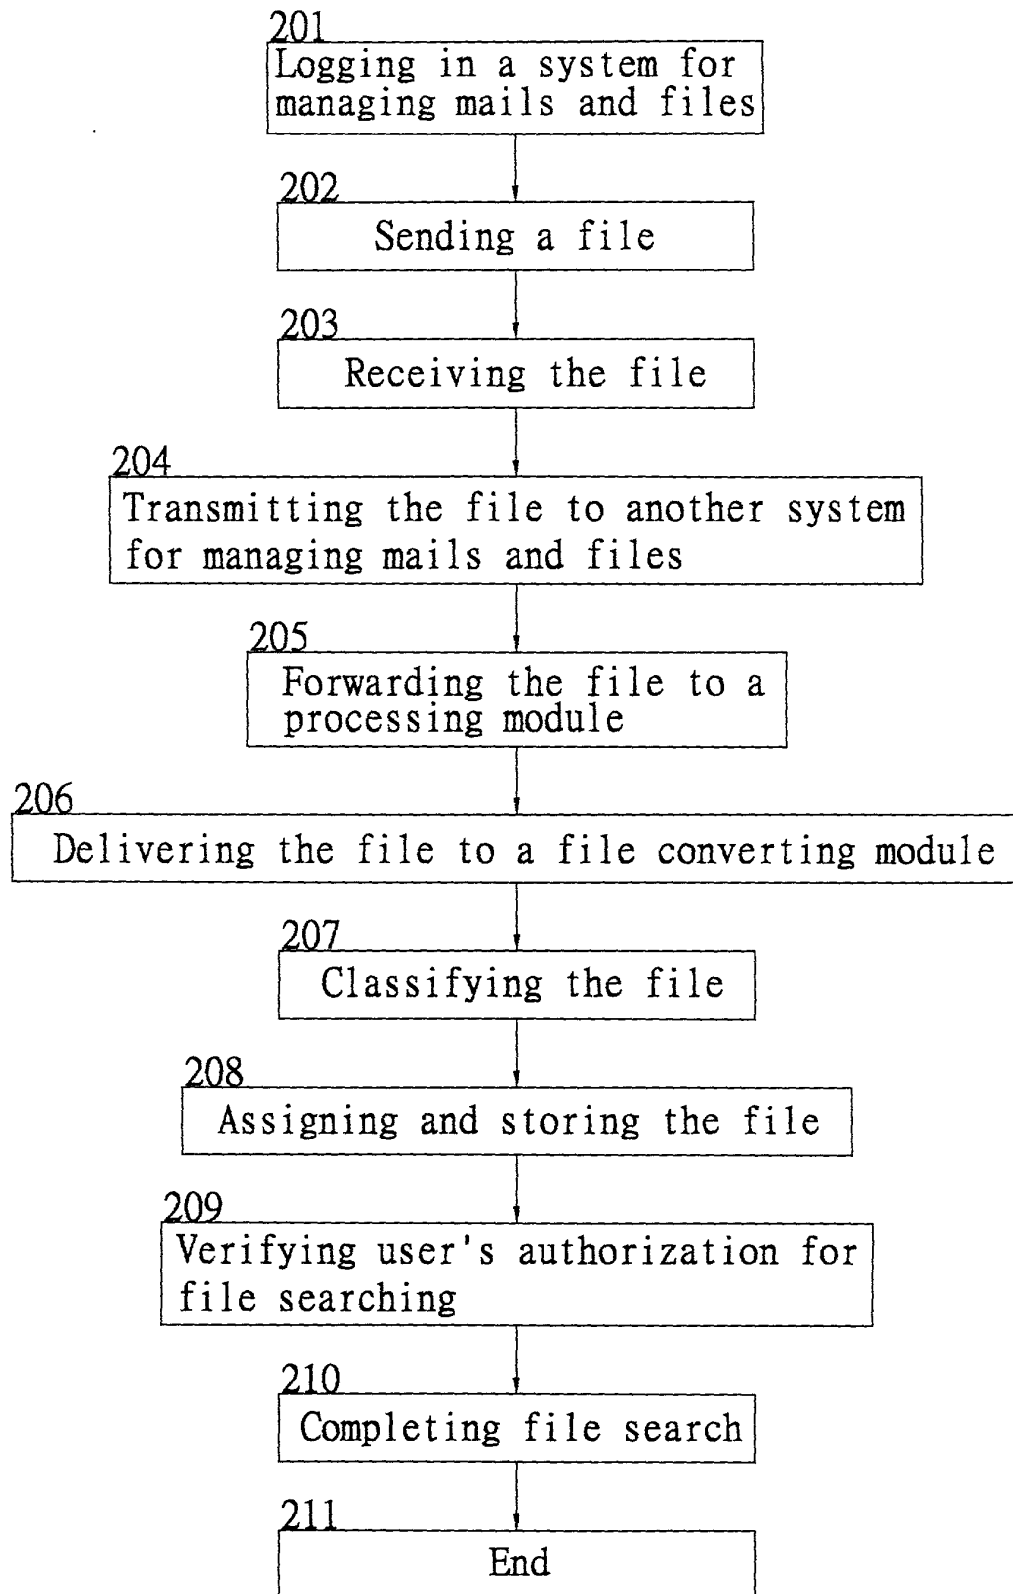 201
Logging in a system for
managing mails and files
202
Sending a file
203
Receiving the file
204
Transmitting the file to another system
for managing mails and files
205
Forwarding the file to a
processing module
206
Delivering the file to a file converting module
207
Classifying the file
208
Assigning and storing the file
209
Verifying user's authorization for
file searching
210
Completing file search
211
End